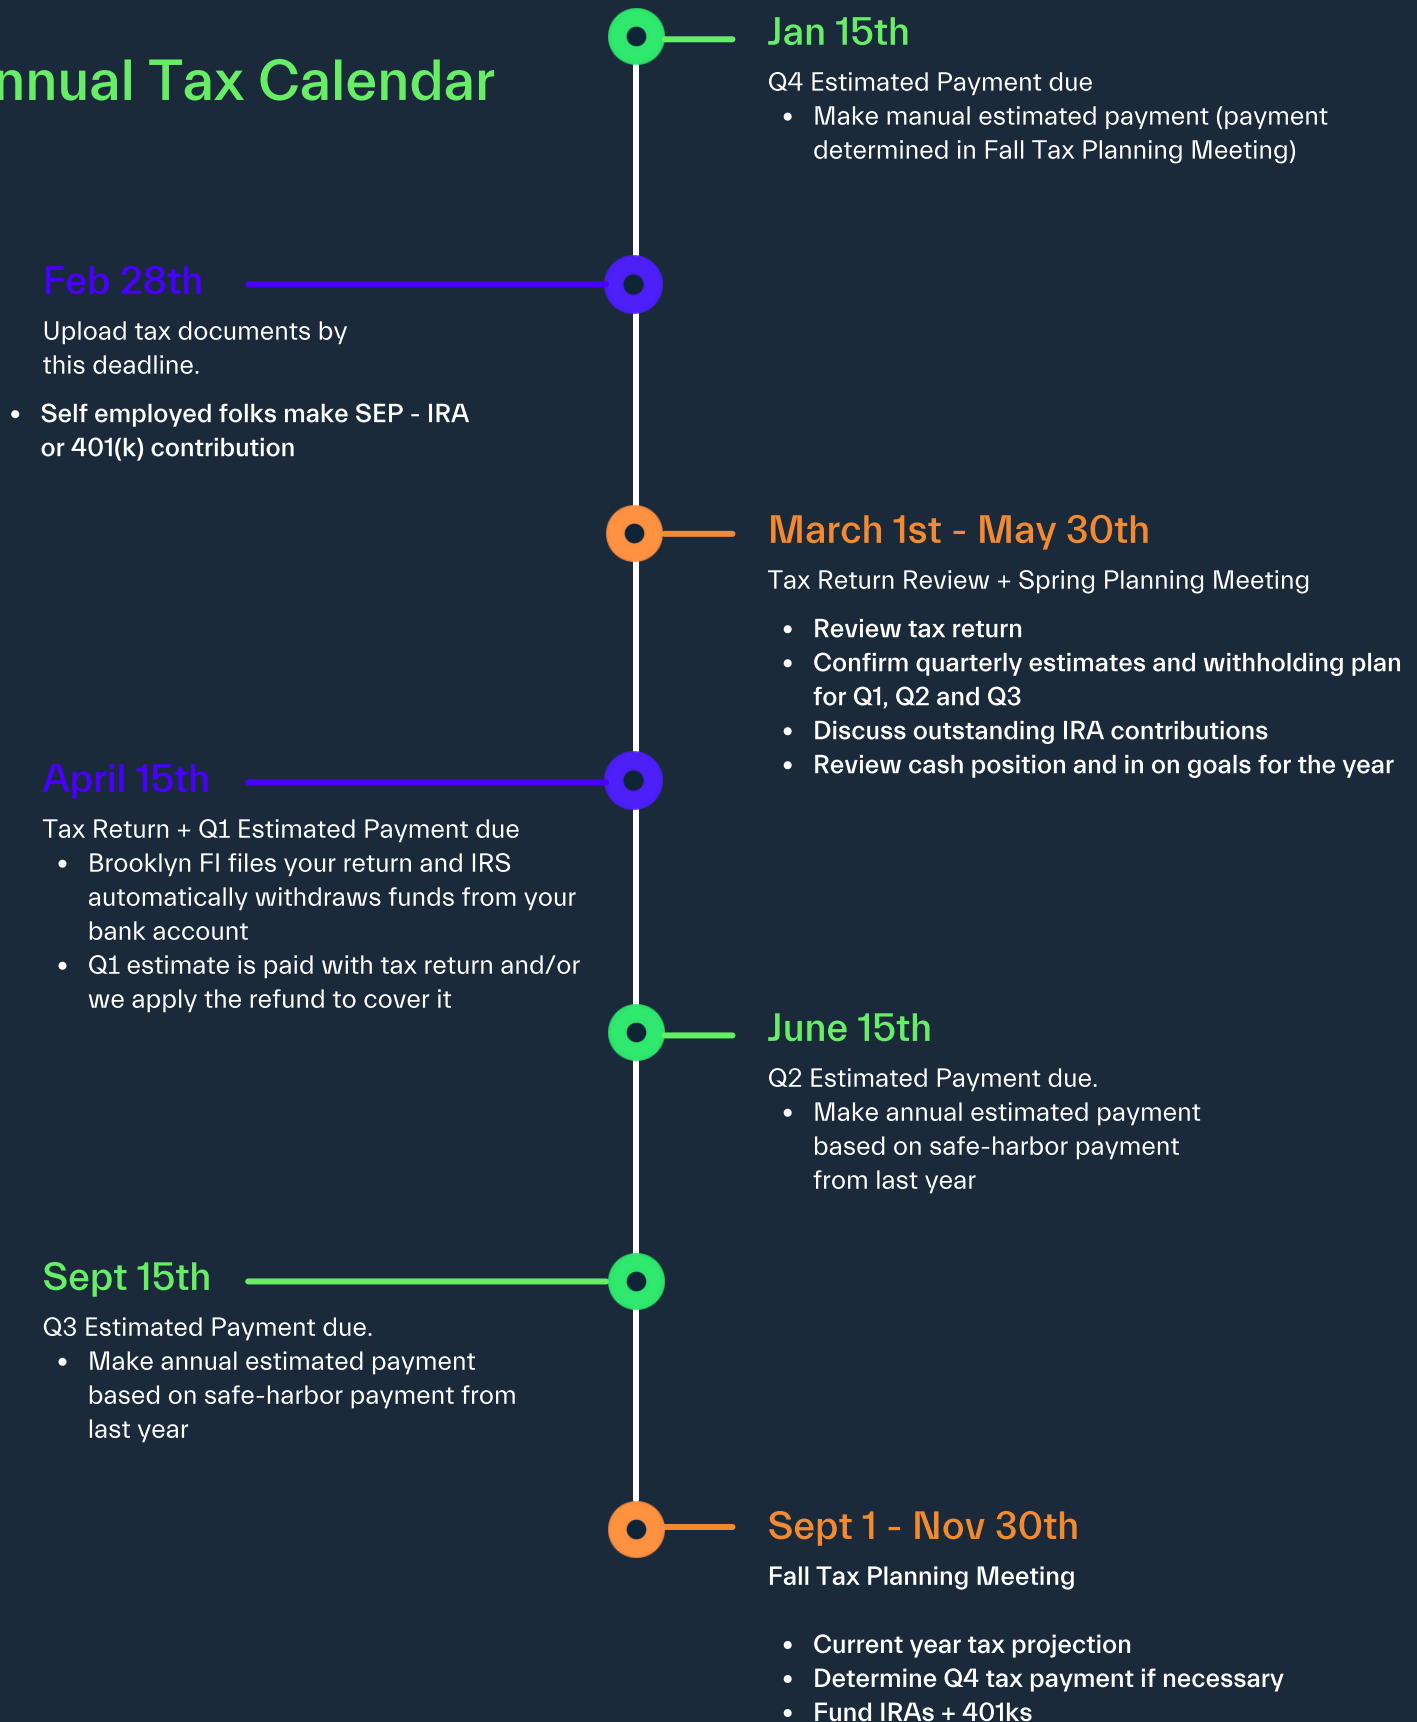 nnual Tax Calendar
Jan 15th
Q4 Estimated Payment due
• Make manual estimated payment (payment
determined in Fall Tax Planning Meeting)
Feb 28th
Upload tax documents by
this deadline.
• Self employed folks make SEP - IRA
or 401(k) contribution
March 1st - May 30th
Tax Return Review + Spring Planning Meeting
• Review tax return
• Confirm quarterly estimates and withholding plan
for Q1, Q2 and Q3
• Discuss outstanding IRA contributions
• Review cash position and in on goals for the year
April 15th
Tax Return + Q1 Estimated Payment due
• Brooklyn FI files your return and IRS
automatically withdraws funds from your
bank account
• Q1 estimate is paid with tax return and/or
we apply the refund to cover it
June 15th
Q2 Estimated Payment due.
• Make annual estimated payment
based on safe-harbor payment
from last year
Sept 15th
Q3 Estimated Payment due.
• Make annual estimated payment
based on safe-harbor payment from
last year
Sept 1 - Nov 30th
Fall Tax Planning Meeting
• Current year tax projection
• Determine Q4 tax payment if necessary
• Fund IRAs + 401ks